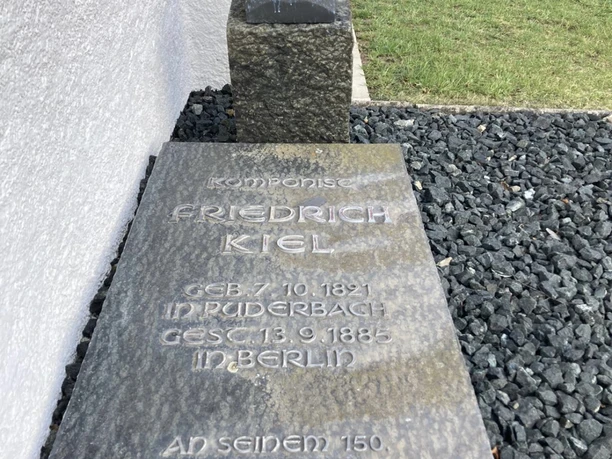 KOMPONIST
FRIEDRICH
KIEL
GEB. 7. 10. 1821
IN PUDERBACH
GEST. 13. 9. 1885
IN BERLIN
AN SEINEM 150.